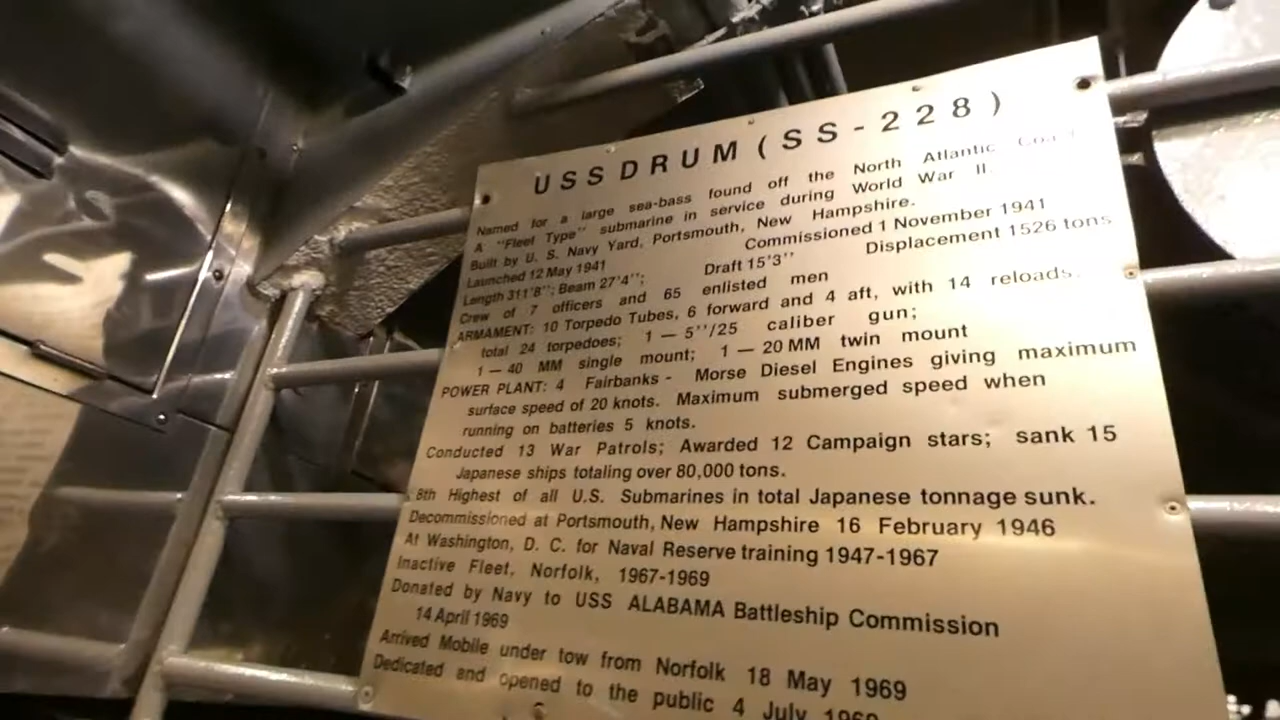 USS DRUM (SS-228)
Named for a large sea-bass found off the North Atlantic Coast
A "Fleet Type" submarine in service during World War II.
Built by U. S. Navy Yard, Portsmouth, New Hampshire.
Launched 12 May 1941 Commissioned 1 November 1941
Length 311'8''; Beam 27'4''; Draft 15'3'' Displacement 1526 tons
Crew of 7 officers and 65 enlisted men
ARMAMENT: 10 Torpedo Tubes, 6 forward and 4 aft, with 14 reloads.
total 24 torpedoes; 1 — 5''/25 caliber gun;
1 — 40 MM single mount; 1 — 20 MM twin mount
POWER PLANT: 4 Fairbanks - Morse Diesel Engines giving maximum
surface speed of 20 knots. Maximum submerged speed when
running on batteries 5 knots.
Conducted 13 War Patrols; Awarded 12 Campaign stars; sank 15
Japanese ships totaling over 80,000 tons.
8th Highest of all U.S. Submarines in total Japanese tonnage sunk.
Decommissioned at Portsmouth, New Hampshire 16 February 1946
At Washington, D. C. for Naval Reserve training 1947-1967
Inactive Fleet, Norfolk, 1967-1969
Donated by Navy to USS ALABAMA Battleship Commission
14 April 1969
Arrived Mobile under tow from Norfolk 18 May 1969
Dedicated and opened to the public 4 July 1969